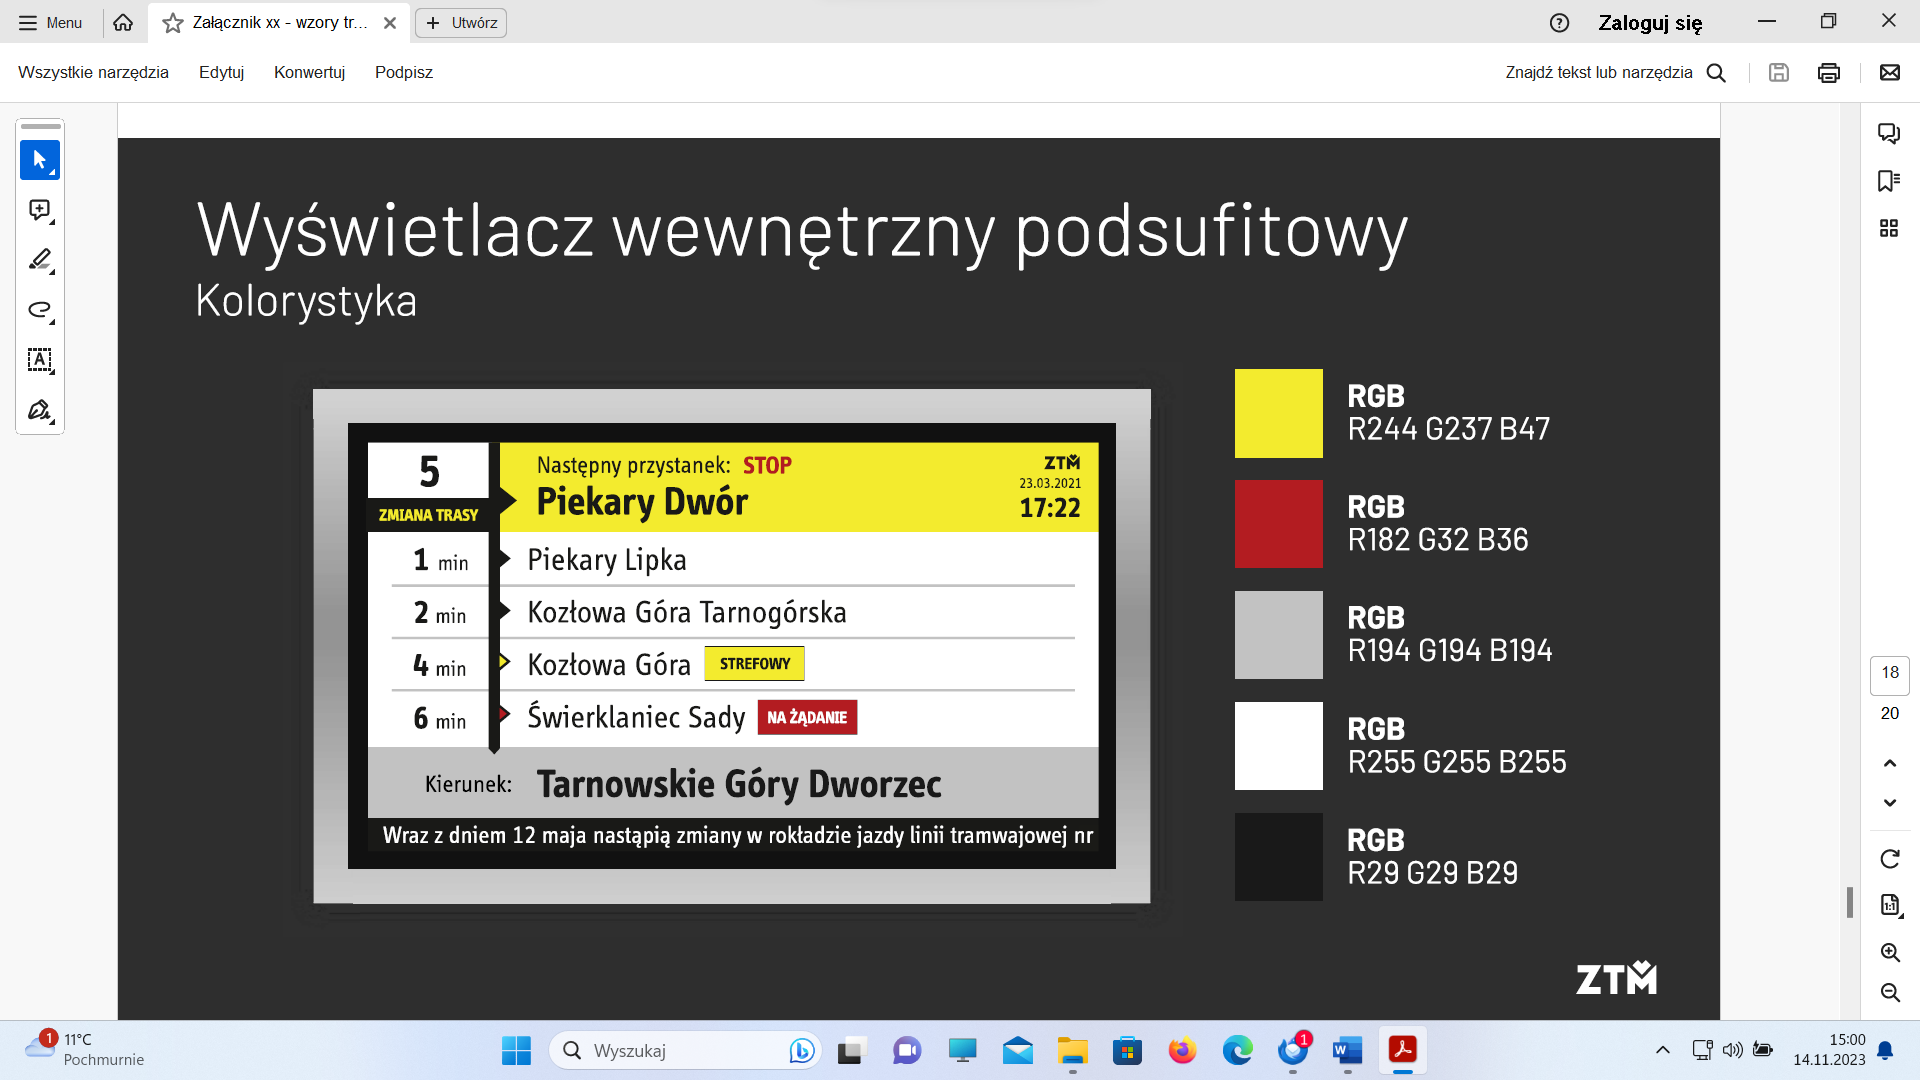 Menu
Załącznik xx - wzory tr...
Utwórz
Zaloguj się
Wszystkie narzędzia
Edytuj
Konwertuj
Podpisz
Znajdź tekst lub narzędzia
Wyświetlacz wewnętrzny podsufitowy
Kolorystyka
5
ZMIANA TRASY
Następny przystanek: STOP
Piekary Dwór
ZTM
23.03.2021
17:22
1 min Piekary Lipka
2 min Kozłowa Góra Tarnogórska
4 min Kozłowa Góra STREFOWY
6 min Świerklaniec Sady NA ŻĄDANIE
Kierunek: Tarnowskie Góry Dworzec
Wraz z dniem 12 maja nastąpią zmiany w rokładzie jazdy linii tramwajowej nr
RGB
R244 G237 B47
RGB
R182 G32 B36
RGB
R194 G194 B194
RGB
R255 G255 B255
RGB
R29 G29 B29
ZTM
18
20
1:1
1
11°C
Pochmurnie
Wyszukaj
1
15:00
14.11.2023